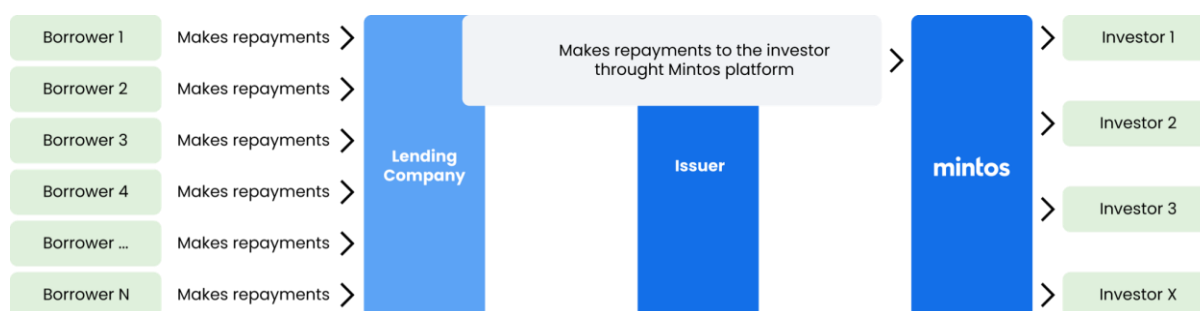 Borrower 1 Makes repayments
Borrower 2 Makes repayments
Borrower 3 Makes repayments
Borrower 4 Makes repayments
Borrower ... Makes repayments
Borrower N Makes repayments
Lending
Company
Makes repayments to the investor
throught Mintos platform
Issuer
mintos
Investor 1
Investor 2
Investor 3
Investor X